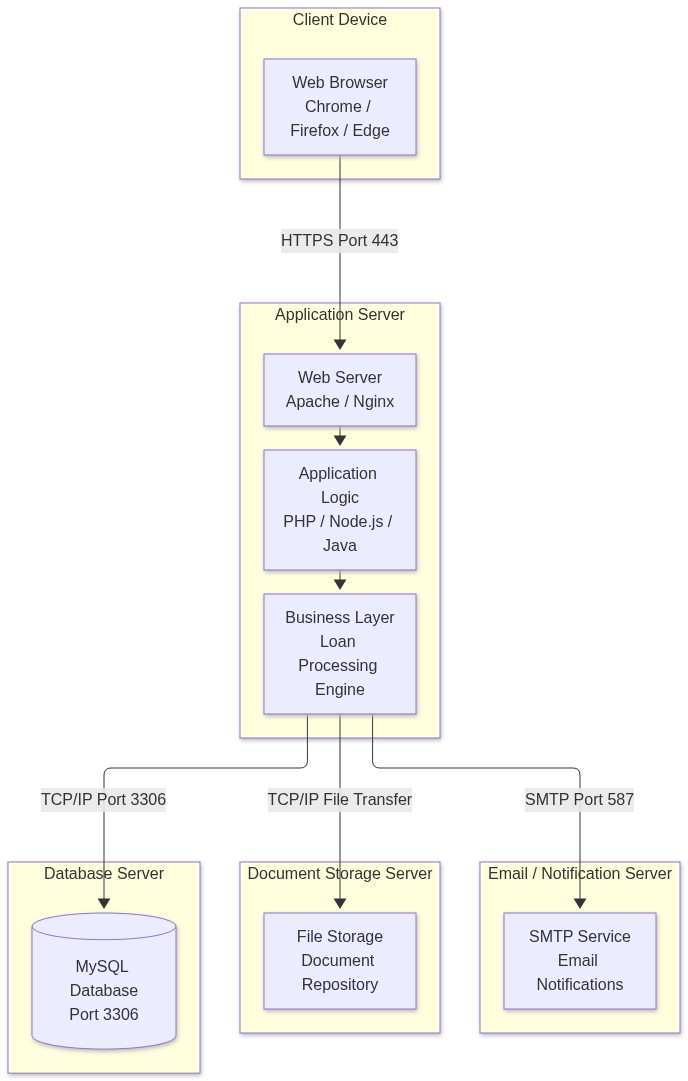 Client Device
Web Browser
Chrome /
Firefox / Edge
HTTPS Port 443
Application Server
Web Server
Apache / Nginx
Application
Logic
PHP / Node.js /
Java
Business Layer
Loan
Processing
Engine
TCP/IP Port 3306
TCP/IP File Transfer
SMTP Port 587
Database Server
MySQL
Database
Port 3306
Document Storage Server
File Storage
Document
Repository
Email / Notification Server
SMTP Service
Email
Notifications